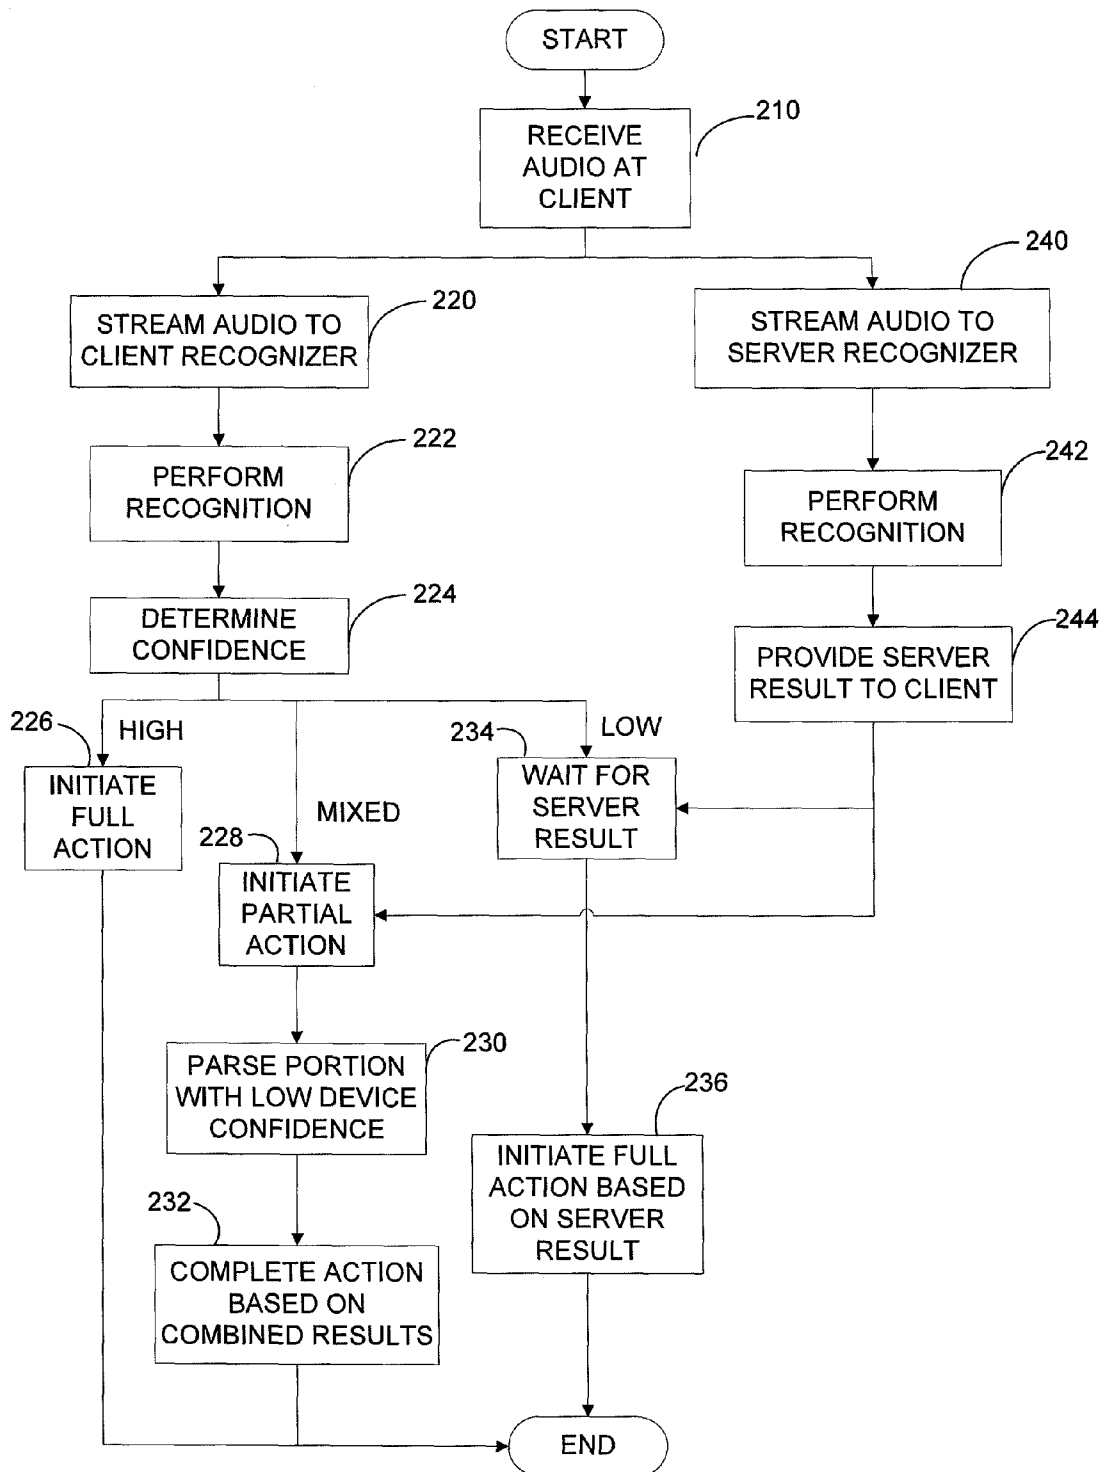 START
210
RECEIVE
AUDIO AT
CLIENT
240
220
STREAM AUDIO TO
CLIENT RECOGNIZER
STREAM AUDIO TO
SERVER RECOGNIZER
222
PERFORM
RECOGNITION
242
PERFORM
RECOGNITION
224
DETERMINE
CONFIDENCE
244
PROVIDE SERVER
RESULT TO CLIENT
226
HIGH
INITIATE
FULL
ACTION
MIXED
228
INITIATE
PARTIAL
ACTION
LOW
234
WAIT FOR
SERVER
RESULT
230
PARSE PORTION
WITH LOW DEVICE
CONFIDENCE
236
INITIATE FULL
ACTION BASED
ON SERVER
RESULT
232
COMPLETE ACTION
BASED ON
COMBINED RESULTS
END